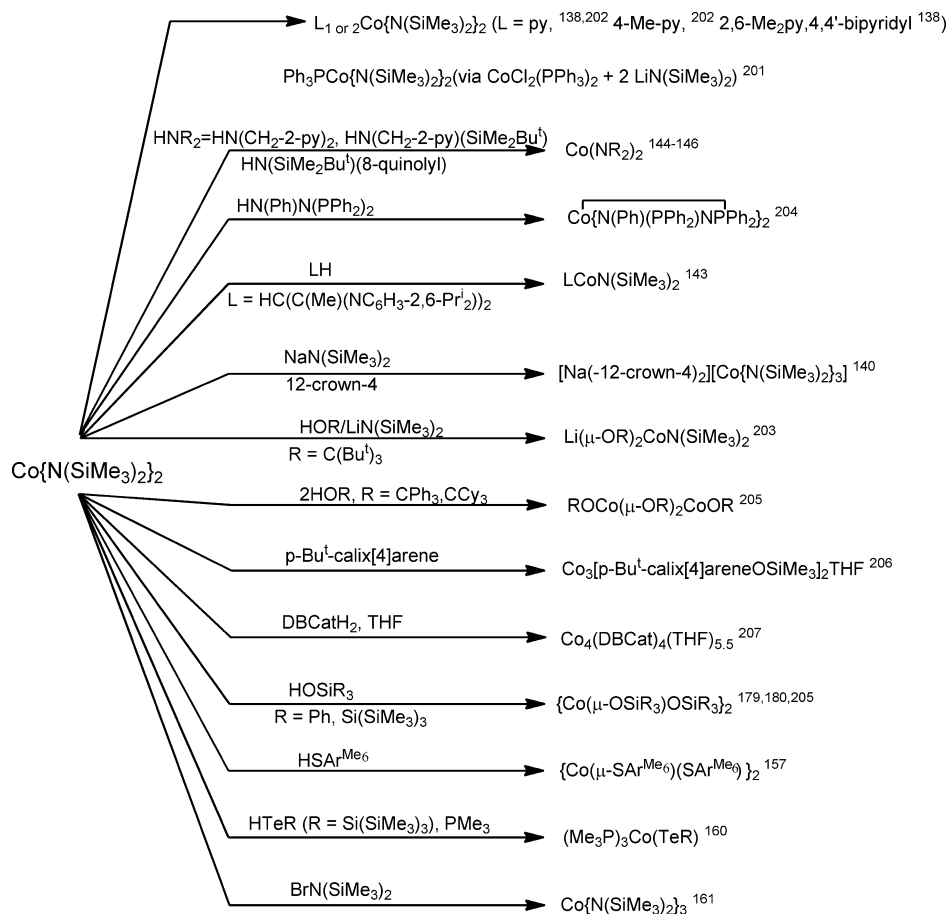 L₁ or ₂Co{N(SiMe₃)₂}₂ (L = py, ¹³⁸,²⁰² 4-Me-py, ²⁰² 2,6-Me₂py,4,4'-bipyridyl ¹³⁸)
Ph₃PCo{N(SiMe₃)₂}₂(via CoCl₂(PPh₃)₂ + 2 LiN(SiMe₃)₂) ²⁰¹
HNR₂=HN(CH₂-2-py)₂, HN(CH₂-2-py)(SiMe₂Buᵗ)
HN(SiMe₂Buᵗ)(8-quinolyl)
Co(NR₂)₂ ¹⁴⁴⁻¹⁴⁶
HN(Ph)N(PPh₂)₂
Co{N(Ph)(PPh₂)NPPh₂}₂ ²⁰⁴
LH
L = HC(C(Me)(NC₆H₃-2,6-Prⁱ₂))₂
LCoN(SiMe₃)₂ ¹⁴³
NaN(SiMe₃)₂
12-crown-4
[Na(-12-crown-4)₂][Co{N(SiMe₃)₂}₃] ¹⁴⁰
HOR/LiN(SiMe₃)₂
R = C(Buᵗ)₃
Li(μ-OR)₂CoN(SiMe₃)₂ ²⁰³
Co{N(SiMe₃)₂}₂
2HOR, R = CPh₃,CCy₃
ROCo(μ-OR)₂CoOR ²⁰⁵
p-Buᵗ-calix[4]arene
Co₃[p-Buᵗ-calix[4]areneOSiMe₃]₂THF ²⁰⁶
DBCatH₂, THF
Co₄(DBCat)₄(THF)₅.₅ ²⁰⁷
HOSiR₃
R = Ph, Si(SiMe₃)₃
{Co(μ-OSiR₃)OSiR₃}₂ ¹⁷⁹,¹⁸⁰,²⁰⁵
HSArᴹᵉ⁶
{Co(μ-SArᴹᵉ⁶)(SArᴹᵉ⁶) }₂ ¹⁵⁷
HTeR (R = Si(SiMe₃)₃), PMe₃
(Me₃P)₃Co(TeR) ¹⁶⁰
BrN(SiMe₃)₂
Co{N(SiMe₃)₂}₃ ¹⁶¹